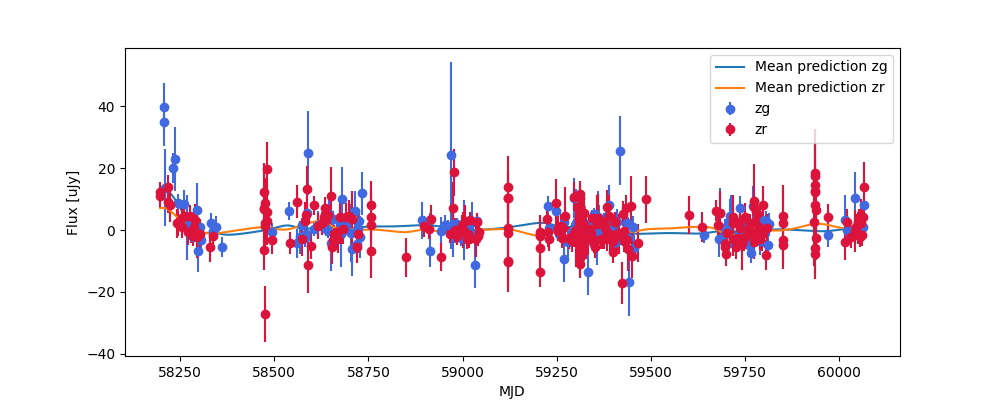 Mean prediction zg
Mean prediction zr
zg
zr
40
20
0
−20
−40
Flux [uJy]
58250
58500
58750
59000
59250
59500
59750
60000
MJD